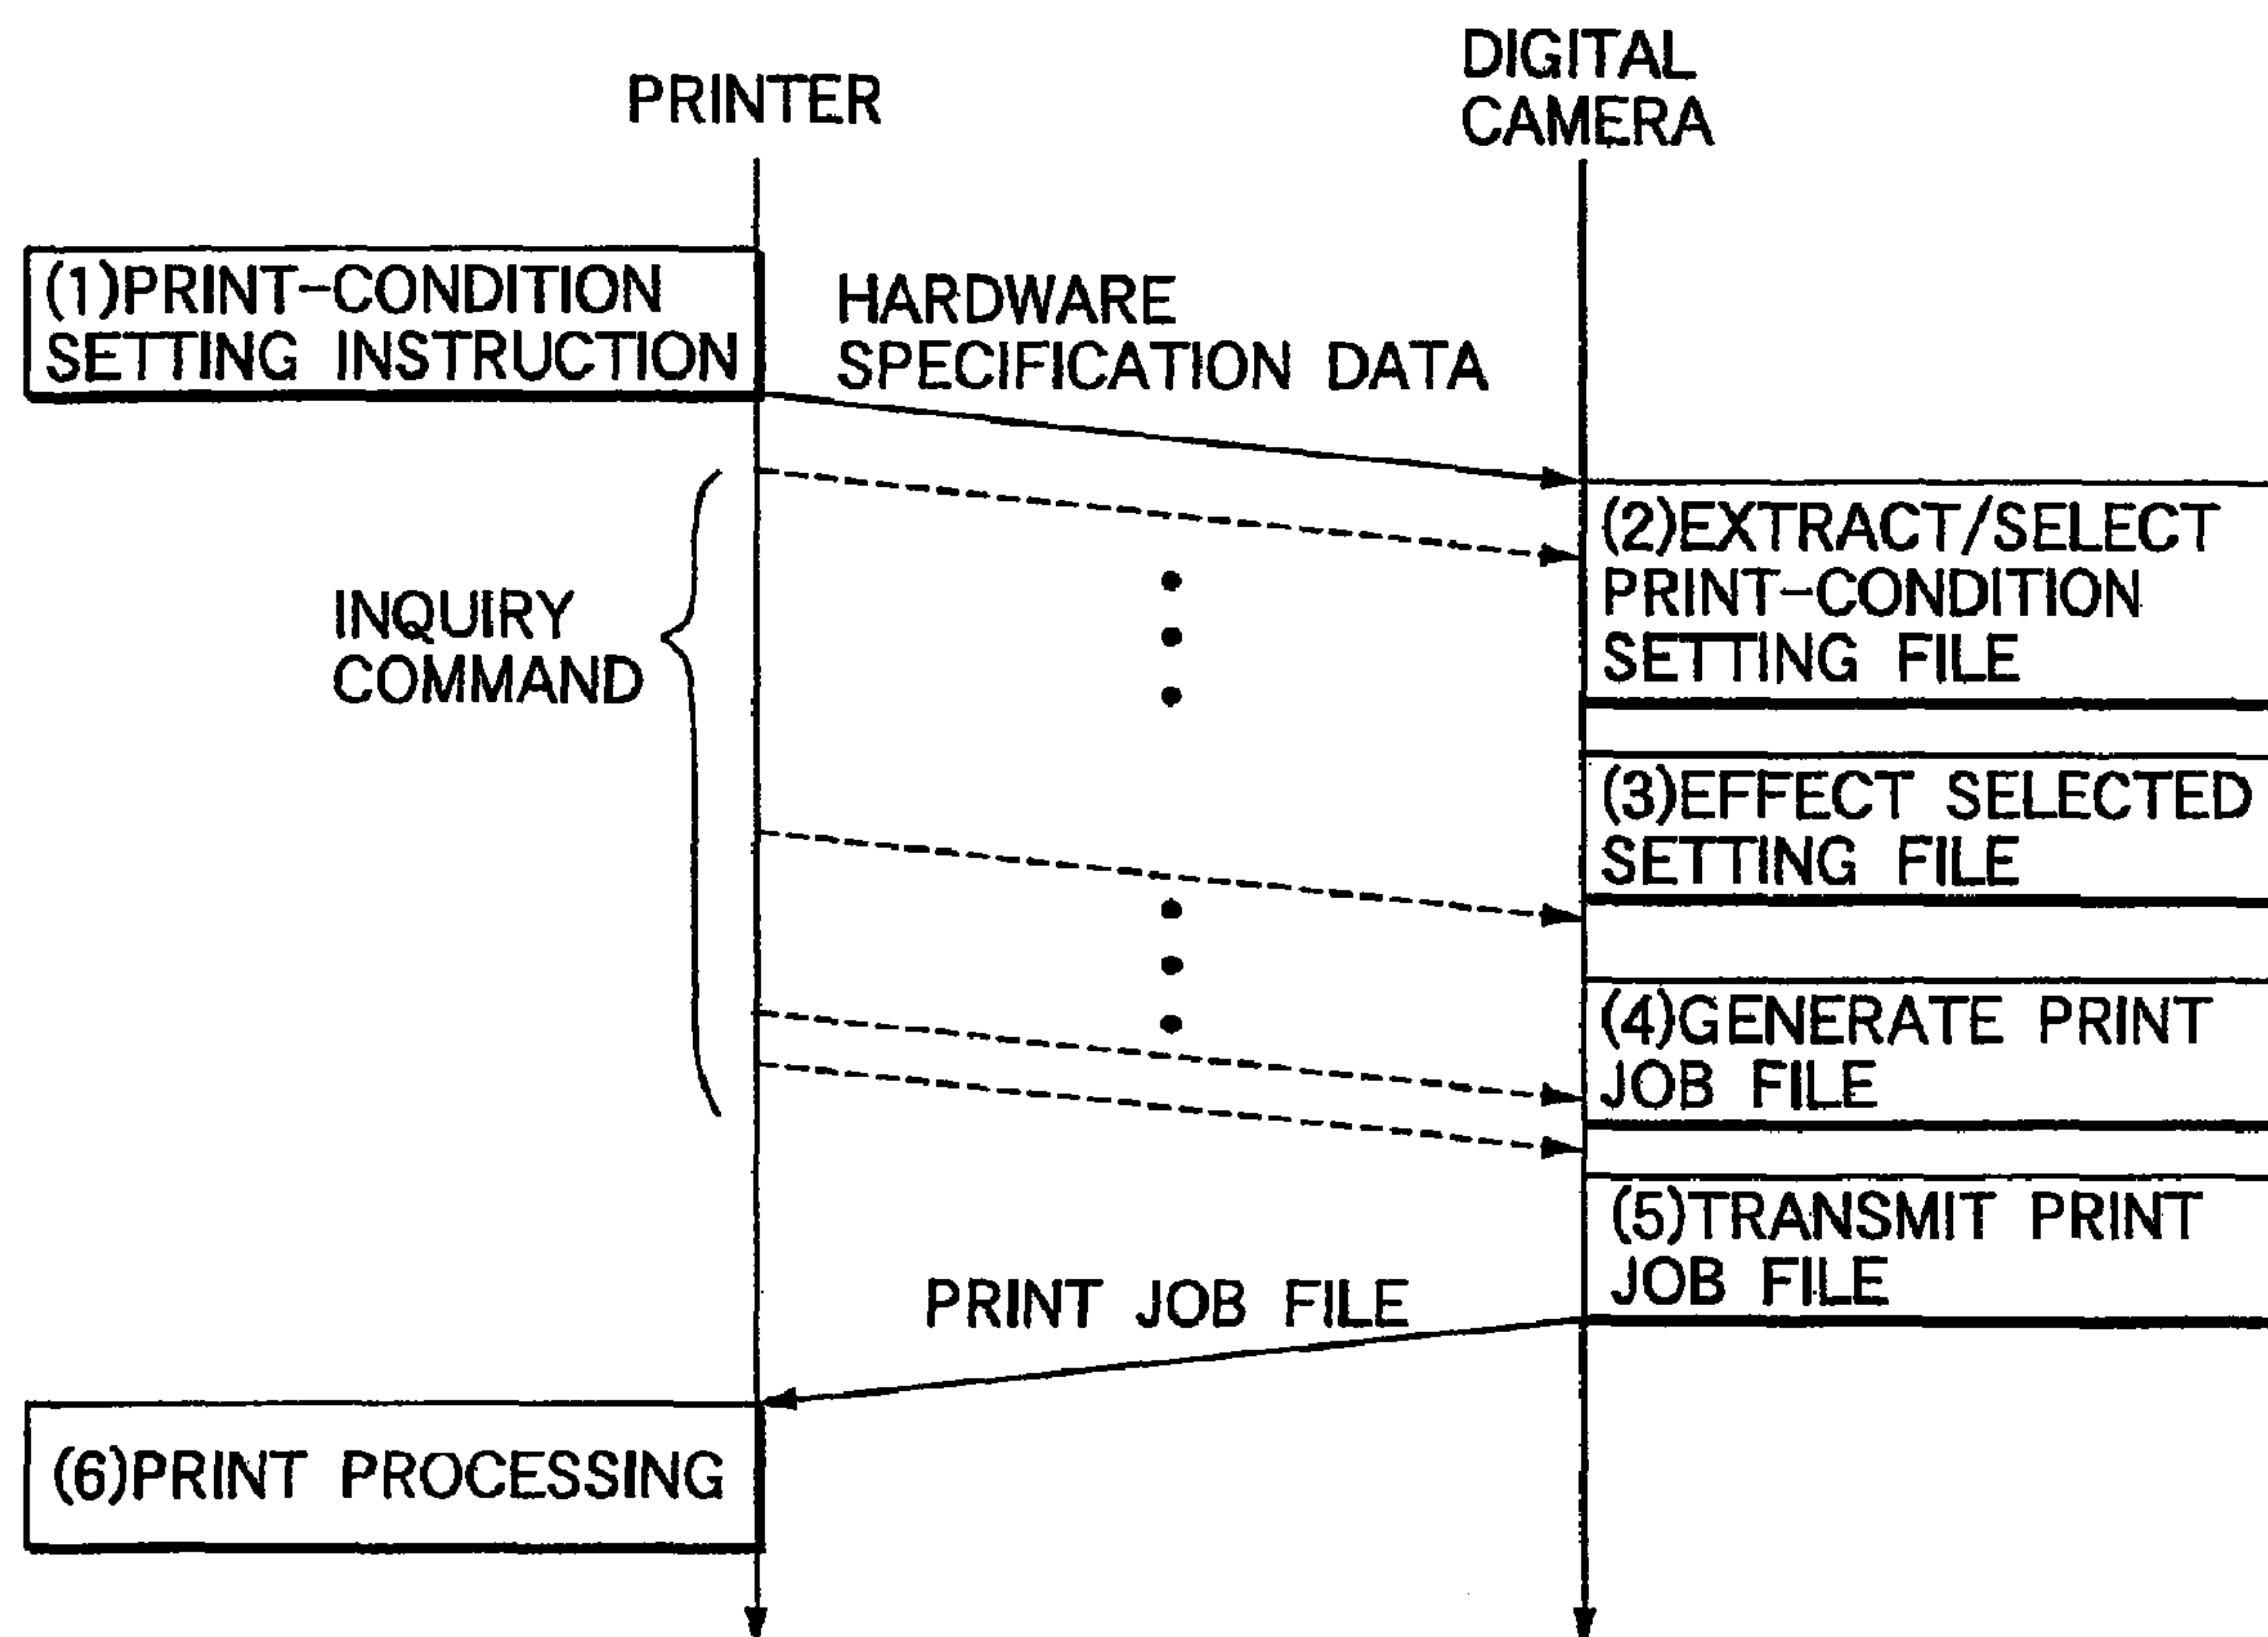 PRINTER
DIGITAL
CAMERA
(1)PRINT-CONDITION
SETTING INSTRUCTION
HARDWARE
SPECIFICATION DATA
(2)EXTRACT/SELECT
PRINT-CONDITION
SETTING FILE
INQUIRY
COMMAND
(3)EFFECT SELECTED
SETTING FILE
(4)GENERATE PRINT
JOB FILE
(5)TRANSMIT PRINT
JOB FILE
PRINT JOB FILE
(6)PRINT PROCESSING